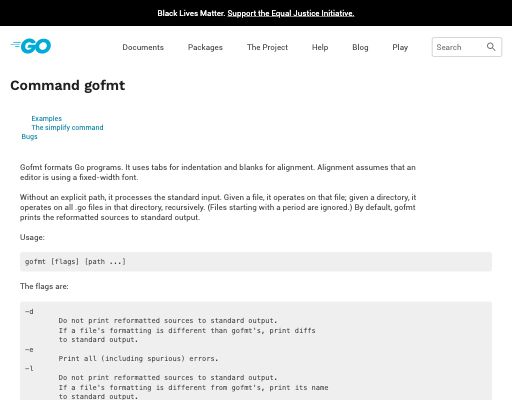 Black Lives Matter. Support the Equal Justice Initiative.
GO
Documents Packages The Project Help Blog Play Search
Command gofmt
Examples
The simplify command
Bugs
Gofmt formats Go programs. It uses tabs for indentation and blanks for alignment. Alignment assumes that an
editor is using a fixed-width font.
Without an explicit path, it processes the standard input. Given a file, it operates on that file; given a directory, it
operates on all .go files in that directory, recursively. (Files starting with a period are ignored.) By default, gofmt
prints the reformatted sources to standard output.
Usage:
gofmt [flags] [path ...]
The flags are:
-d
Do not print reformatted sources to standard output.
If a file's formatting is different than gofmt's, print diffs
to standard output.
-e
Print all (including spurious) errors.
-l
Do not print reformatted sources to standard output.
If a file's formatting is different from gofmt's, print its name
to standard output.